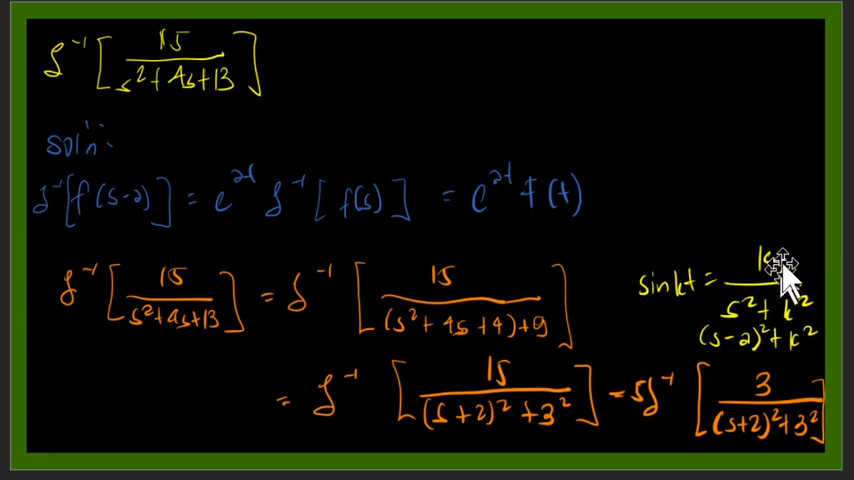 ℒ⁻¹ [ 15 / (s² + 4s + 13) ]
sol'n:
ℒ⁻¹[f(s-a)] = e^(at) ℒ⁻¹ [f(s)] = e^(at) f(t)
ℒ⁻¹ [ 15 / (s² + 4s + 13) ] = ℒ⁻¹ [ 15 / ((s² + 4s + 4) + 9) ]
sin kt = k / (s² + k²)
(s-a)² + k²
= ℒ⁻¹ [ 15 / ((s+2)² + 3²) ] = 5ℒ⁻¹ [ 3 / ((s+2)² + 3²) ]